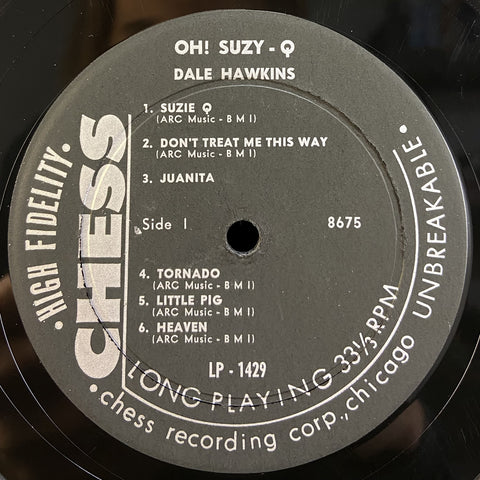 OH! SUZY - Q
DALE HAWKINS
1. SUZIE Q
(ARC Music - B M I)
2. DON'T TREAT ME THIS WAY
(ARC Music - B M I)
3. JUANITA
Side I
8675
4. TORNADO
(ARC Music - B M I)
5. LITTLE PIG
(ARC Music - B M I)
6. HEAVEN
(ARC Music - B M I)
LP - 1429
• HIGH FIDELITY •
CHESS
LONG PLAYING 33⅓ RPM
• chess recording corp., chicago UNBREAKABLE •